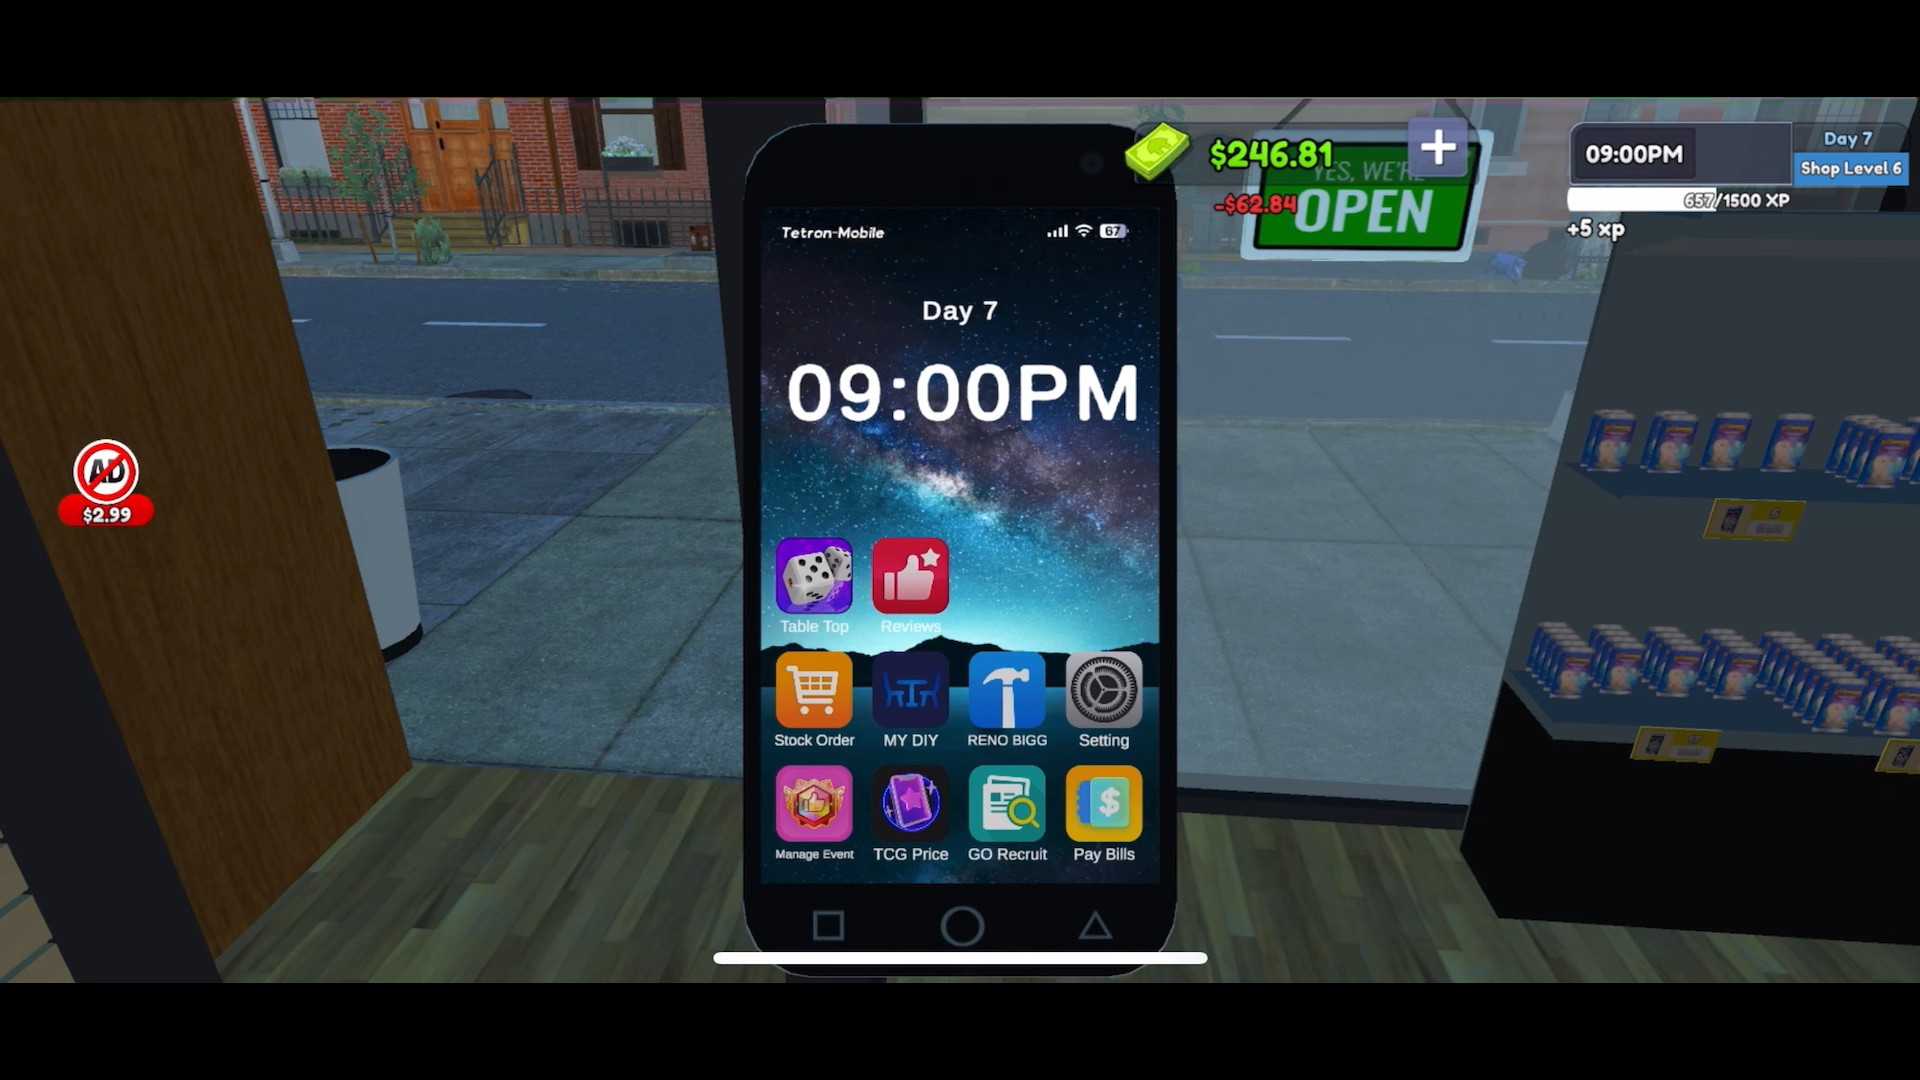 $246.81
-$62.84
YES, WE'RE
OPEN
09:00PM
Day 7
Shop Level 6
657/1500 XP
+5 xp
Tetron-Mobile
67
Day 7
09:00PM
AD
$2.99
Table Top
Reviews
Stock Order
MY DIY
RENO BIGG
Setting
Manage Event
TCG Price
GO Recruit
Pay Bills
6
17